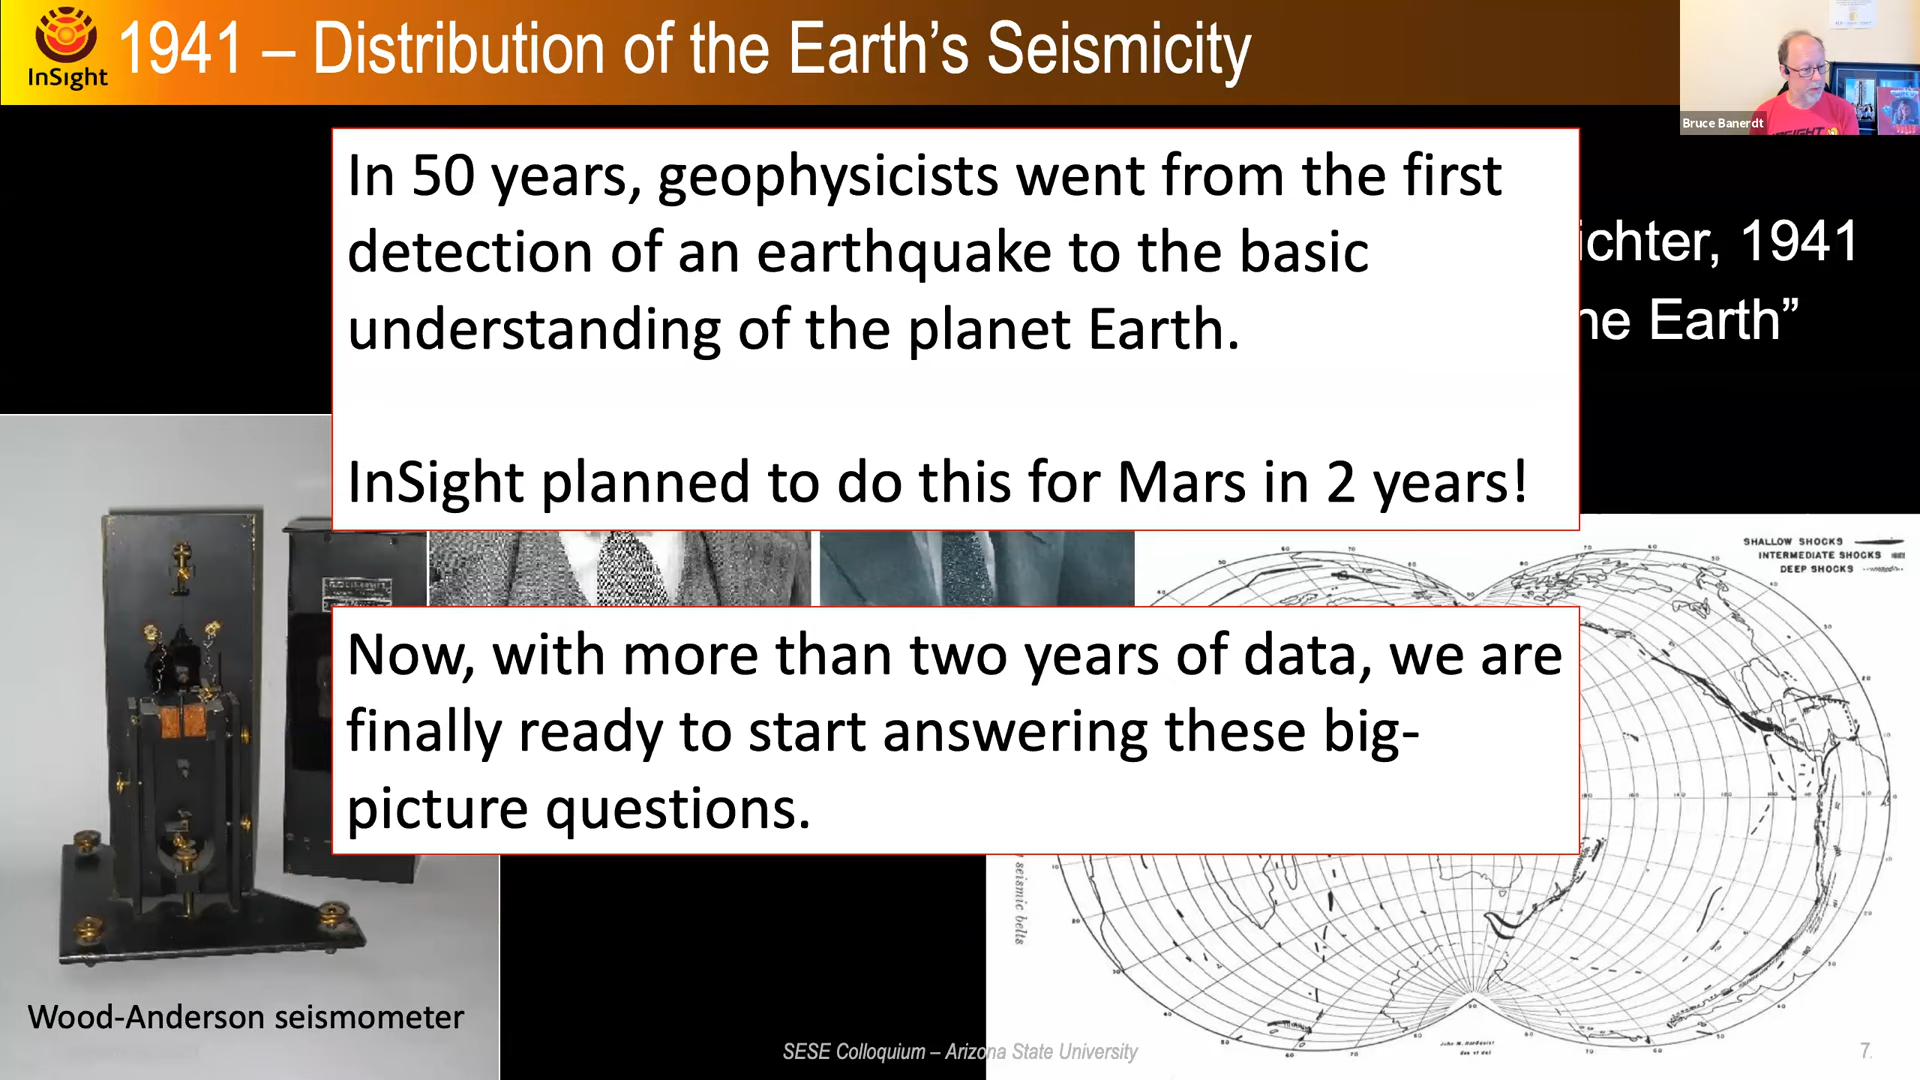 InSight
1941 – Distribution of the Earth's Seismicity
Bruce Banerdt
In 50 years, geophysicists went from the first
detection of an earthquake to the basic
understanding of the planet Earth.
InSight planned to do this for Mars in 2 years!
ichter, 1941
he Earth”
SHALLOW SHOCKS
INTERMEDIATE SHOCKS
DEEP SHOCKS
Now, with more than two years of data, we are
finally ready to start answering these big-
picture questions.
seismic belts
Wood-Anderson seismometer
SESE Colloquium – Arizona State University
7